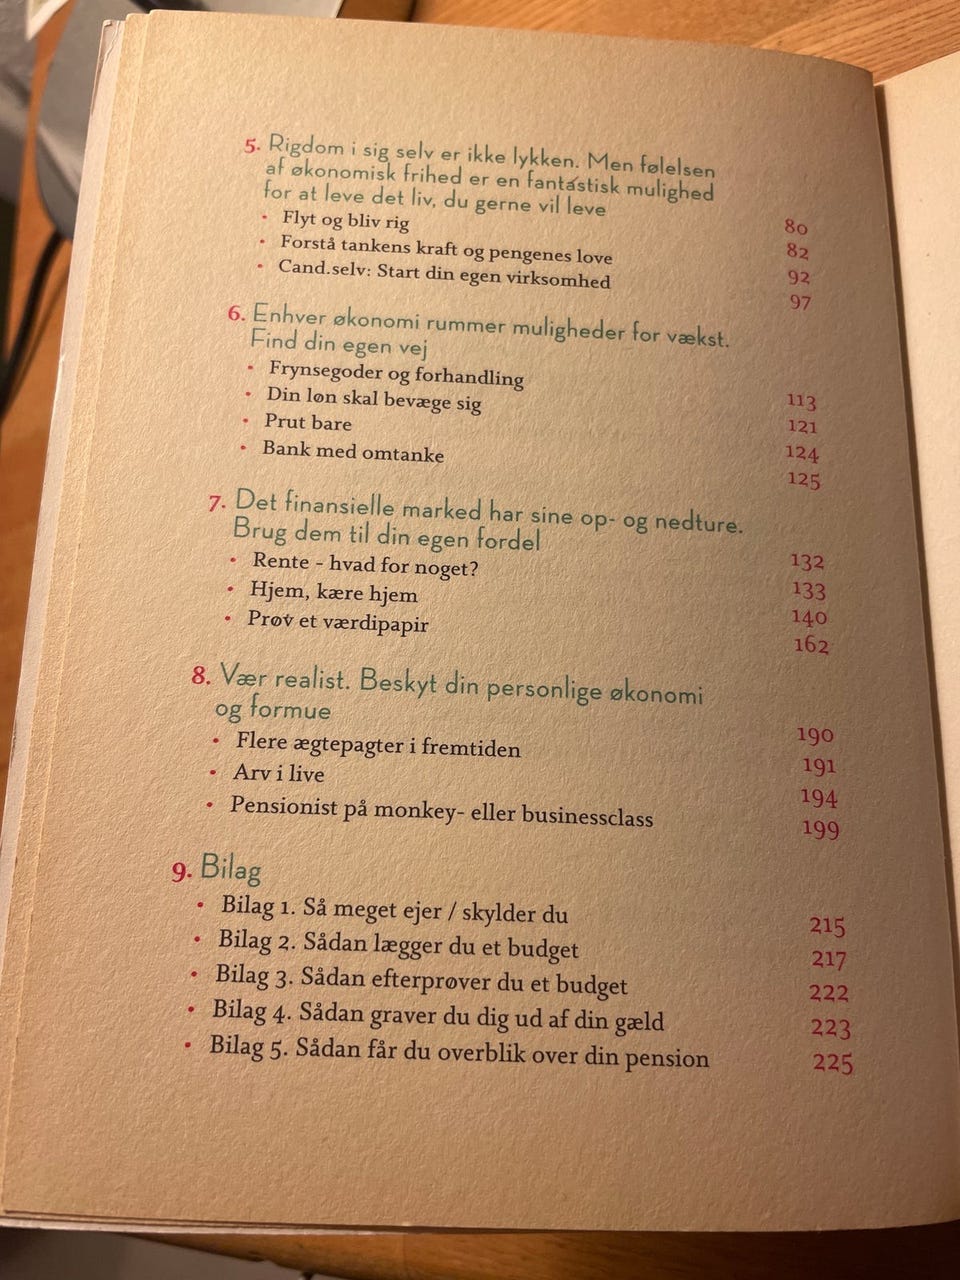 5. Rigdom i sig selv er ikke lykken. Men følelsen
af økonomisk frihed er en fantastisk mulighed
for at leve det liv, du gerne vil leve 80
• Flyt og bliv rig 82
• Forstå tankens kraft og pengenes love 92
• Cand.selv: Start din egen virksomhed 97
6. Enhver økonomi rummer muligheder for vækst.
Find din egen vej
• Frynsegoder og forhandling 113
• Din løn skal bevæge sig 121
• Prut bare 124
• Bank med omtanke 125
7. Det finansielle marked har sine op- og nedture.
Brug dem til din egen fordel 132
• Rente - hvad for noget? 133
• Hjem, kære hjem 140
• Prøv et værdipapir 162
8. Vær realist. Beskyt din personlige økonomi
og formue 190
• Flere ægtepagter i fremtiden 191
• Arv i live 194
• Pensionist på monkey- eller businessclass 199
9. Bilag
• Bilag 1. Så meget ejer / skylder du 215
• Bilag 2. Sådan lægger du et budget 217
• Bilag 3. Sådan efterprøver du et budget 222
• Bilag 4. Sådan graver du dig ud af din gæld 223
• Bilag 5. Sådan får du overblik over din pension 225